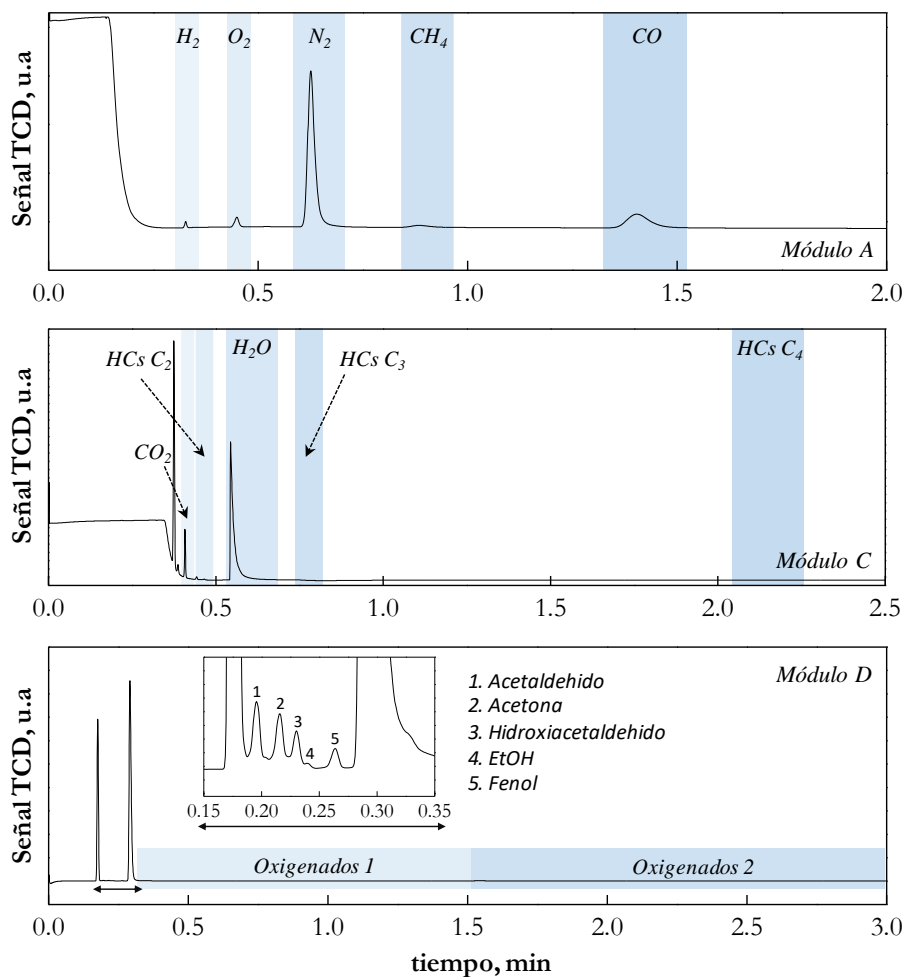 Señal TCD, u.a
H₂ O₂ N₂ CH₄ CO
Módulo A
0.0 0.5 1.0 1.5 2.0
Señal TCD, u.a
HCs C₂
H₂O
HCs C₃
HCs C₄
CO₂
Módulo C
0.0 0.5 1.0 1.5 2.0 2.5
Señal TCD, u.a
Módulo D
1 2 3 4 5
0.15 0.20 0.25 0.30 0.35
1. Acetaldehido
2. Acetona
3. Hidroxiacetaldehido
4. EtOH
5. Fenol
Oxigenados 1 Oxigenados 2
0.0 0.5 1.0 1.5 2.0 2.5 3.0
tiempo, min